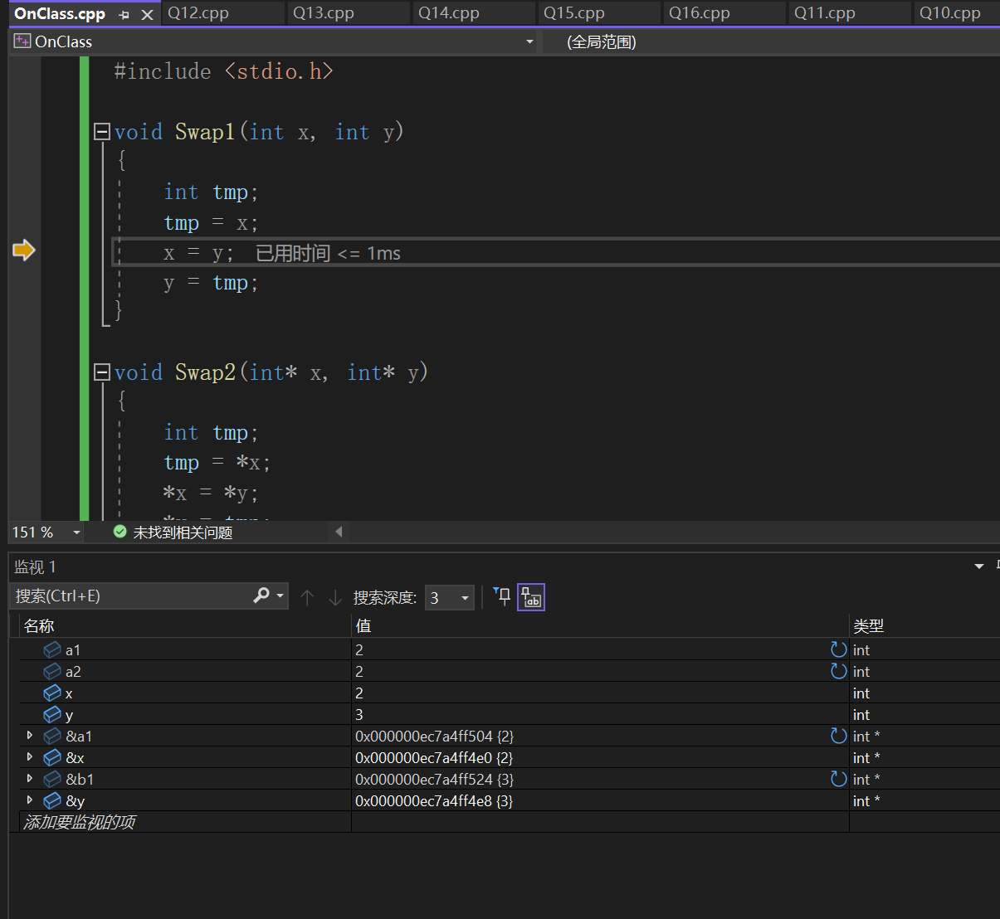 OnClass.cpp Q12.cpp Q13.cpp Q14.cpp Q15.cpp Q16.cpp Q11.cpp Q10.cpp
OnClass (全局范围)
#include <stdio.h>
void Swap1(int x, int y)
{
int tmp;
tmp = x;
x = y; 已用时间 <= 1ms
y = tmp;
}
void Swap2(int* x, int* y)
{
int tmp;
tmp = *x;
*x = *y;
*y = tmp;
151 % 未找到相关问题
监视 1
搜索(Ctrl+E) 搜索深度: 3
名称 值 类型
a1 2 int
a2 2 int
x 2 int
y 3 int
&a1 0x000000ec7a4ff504 {2} int *
&x 0x000000ec7a4ff4e0 {2} int *
&b1 0x000000ec7a4ff524 {3} int *
&y 0x000000ec7a4ff4e8 {3} int *
添加要监视的项